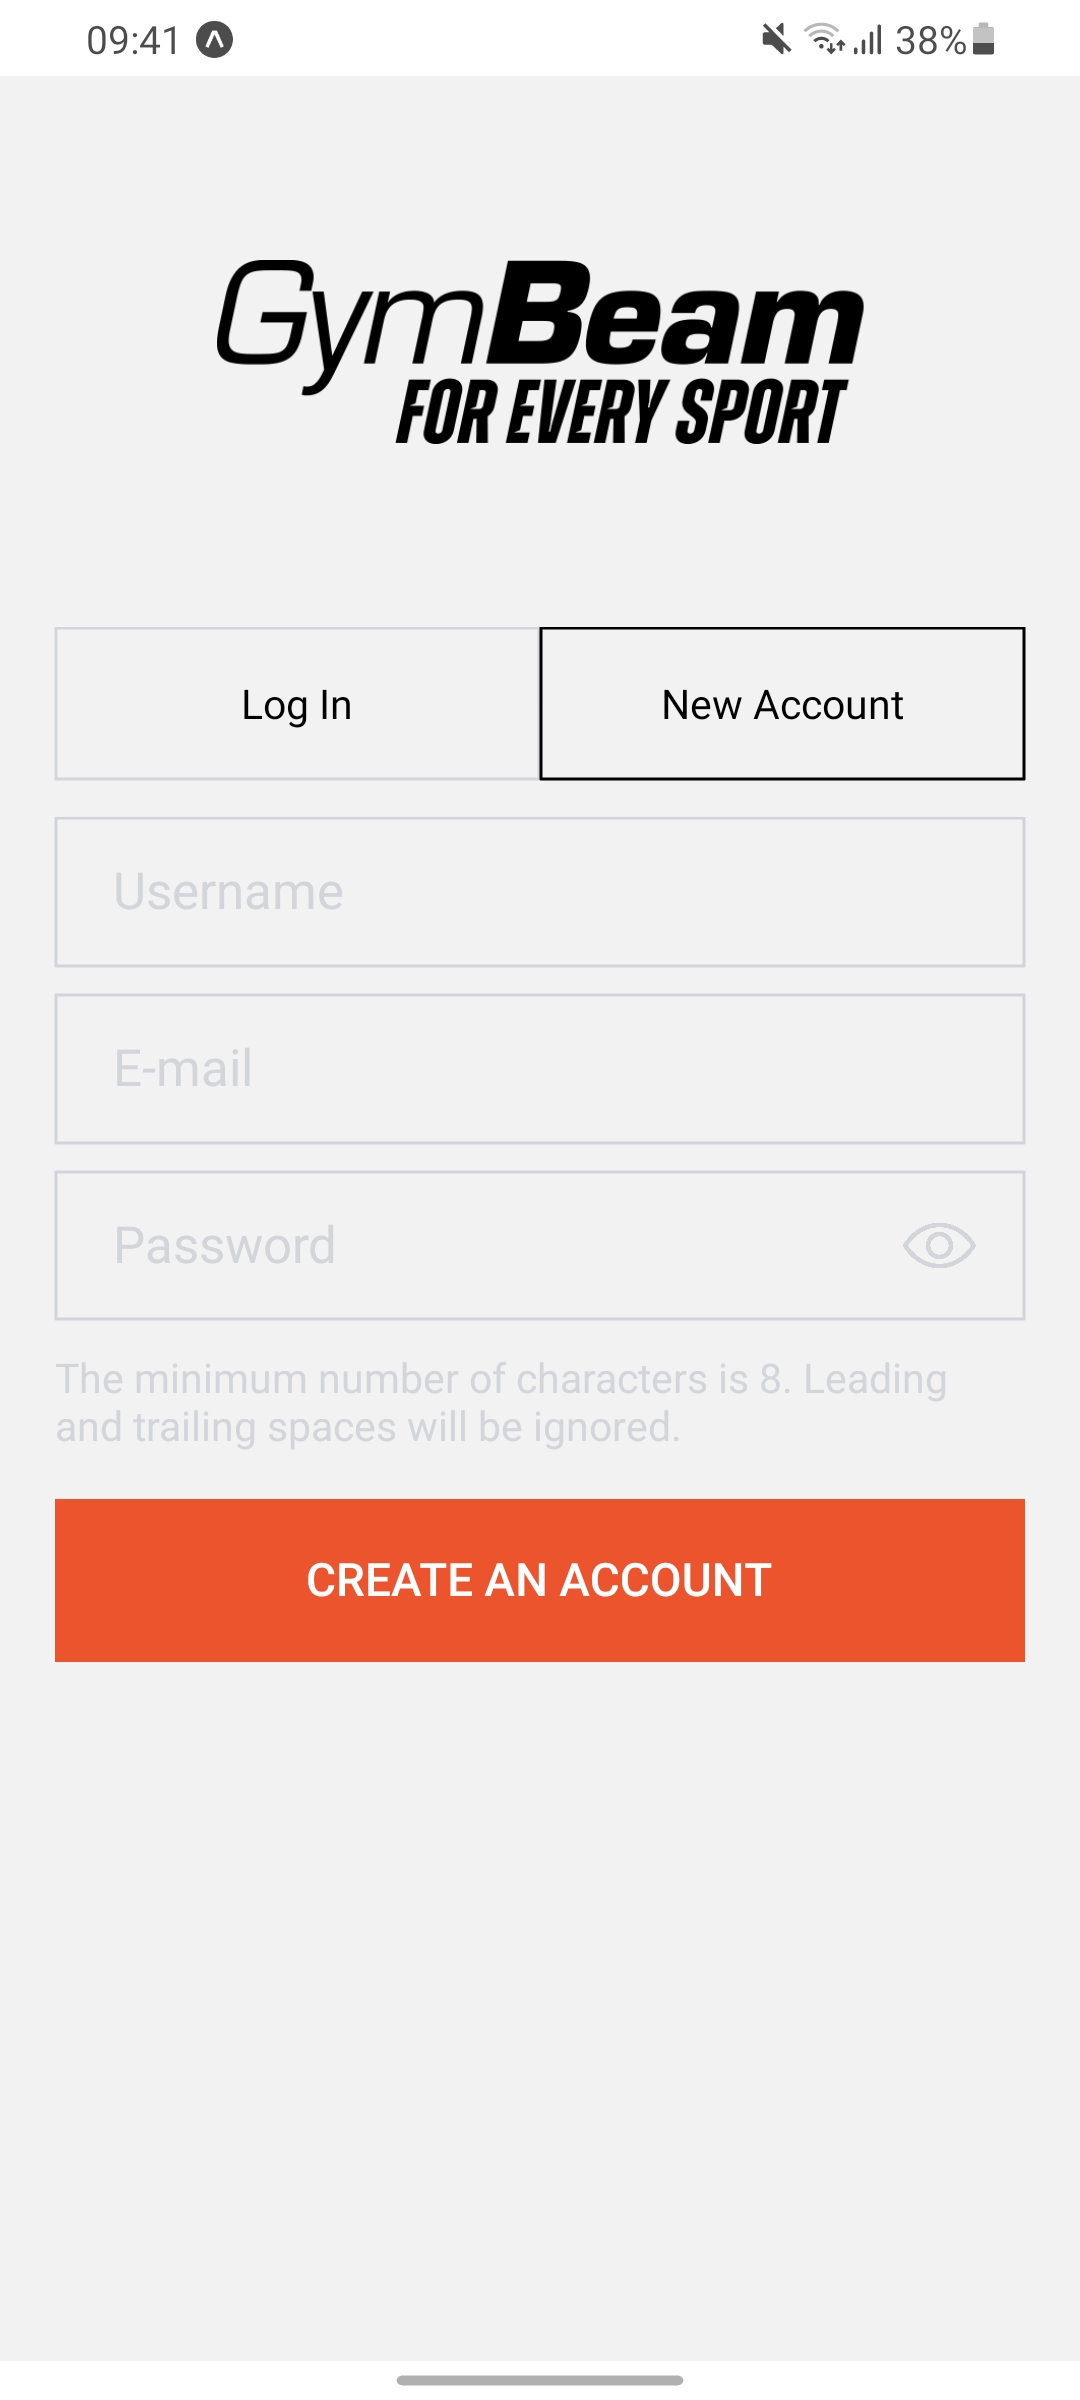 09:41
38%
GymBeam
FOR EVERY SPORT
Log In
New Account
Username
E-mail
Password
The minimum number of characters is 8. Leading
and trailing spaces will be ignored.
CREATE AN ACCOUNT